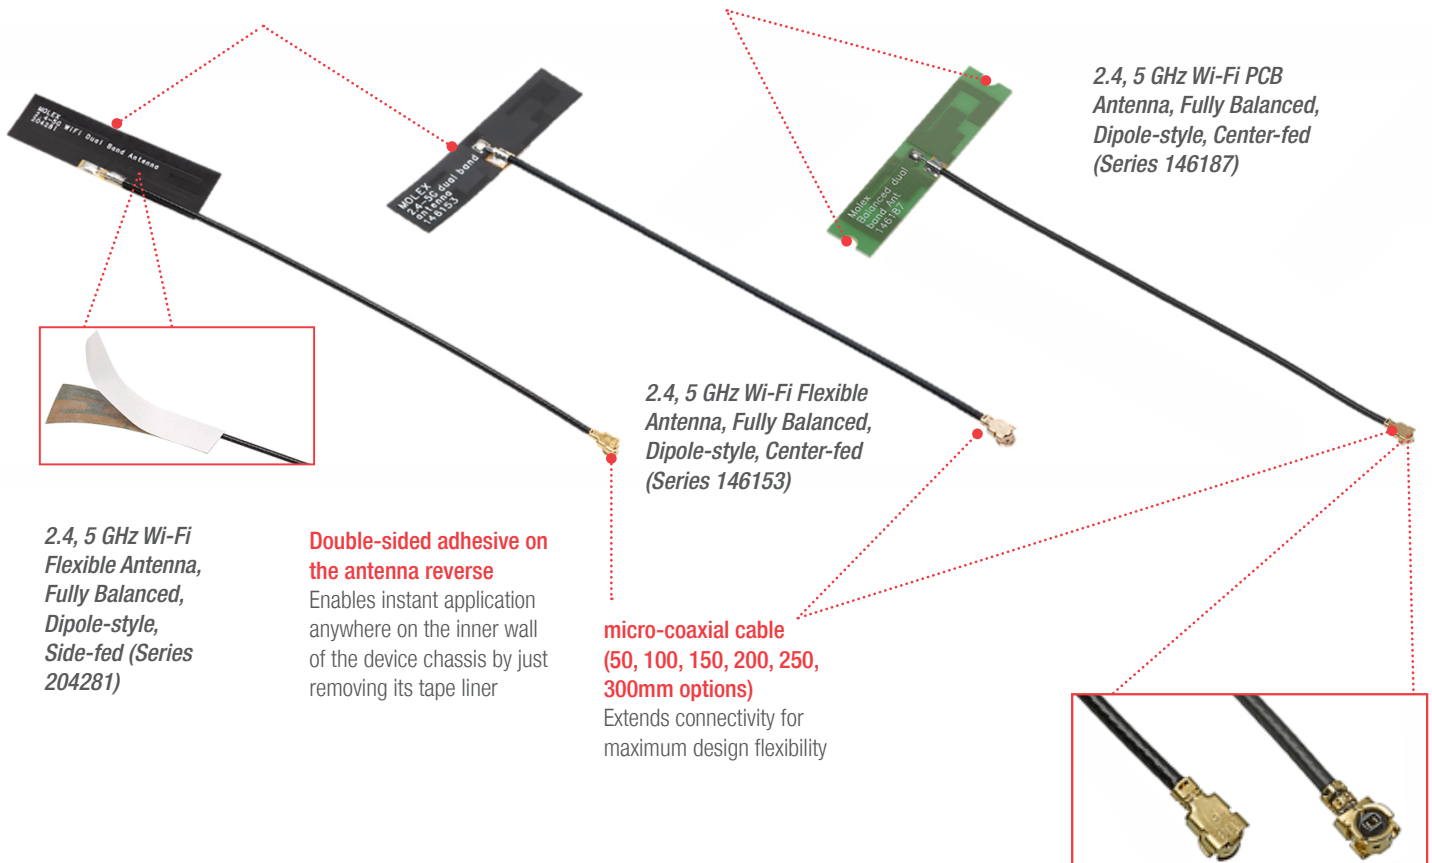 MOLEX
2.4-5G WiFi Dual Band Antenna
204281
MOLEX
2.4-5G dual band
antenna
146153
Molex
Balanced dual
band Ant
146187
2.4, 5 GHz Wi-Fi PCB
Antenna, Fully Balanced,
Dipole-style, Center-fed
(Series 146187)
2.4, 5 GHz Wi-Fi Flexible
Antenna, Fully Balanced,
Dipole-style, Center-fed
(Series 146153)
2.4, 5 GHz Wi-Fi
Flexible Antenna,
Fully Balanced,
Dipole-style,
Side-fed (Series
204281)
Double-sided adhesive on
the antenna reverse
Enables instant application
anywhere on the inner wall
of the device chassis by just
removing its tape liner
micro-coaxial cable
(50, 100, 150, 200, 250,
300mm options)
Extends connectivity for
maximum design flexibility